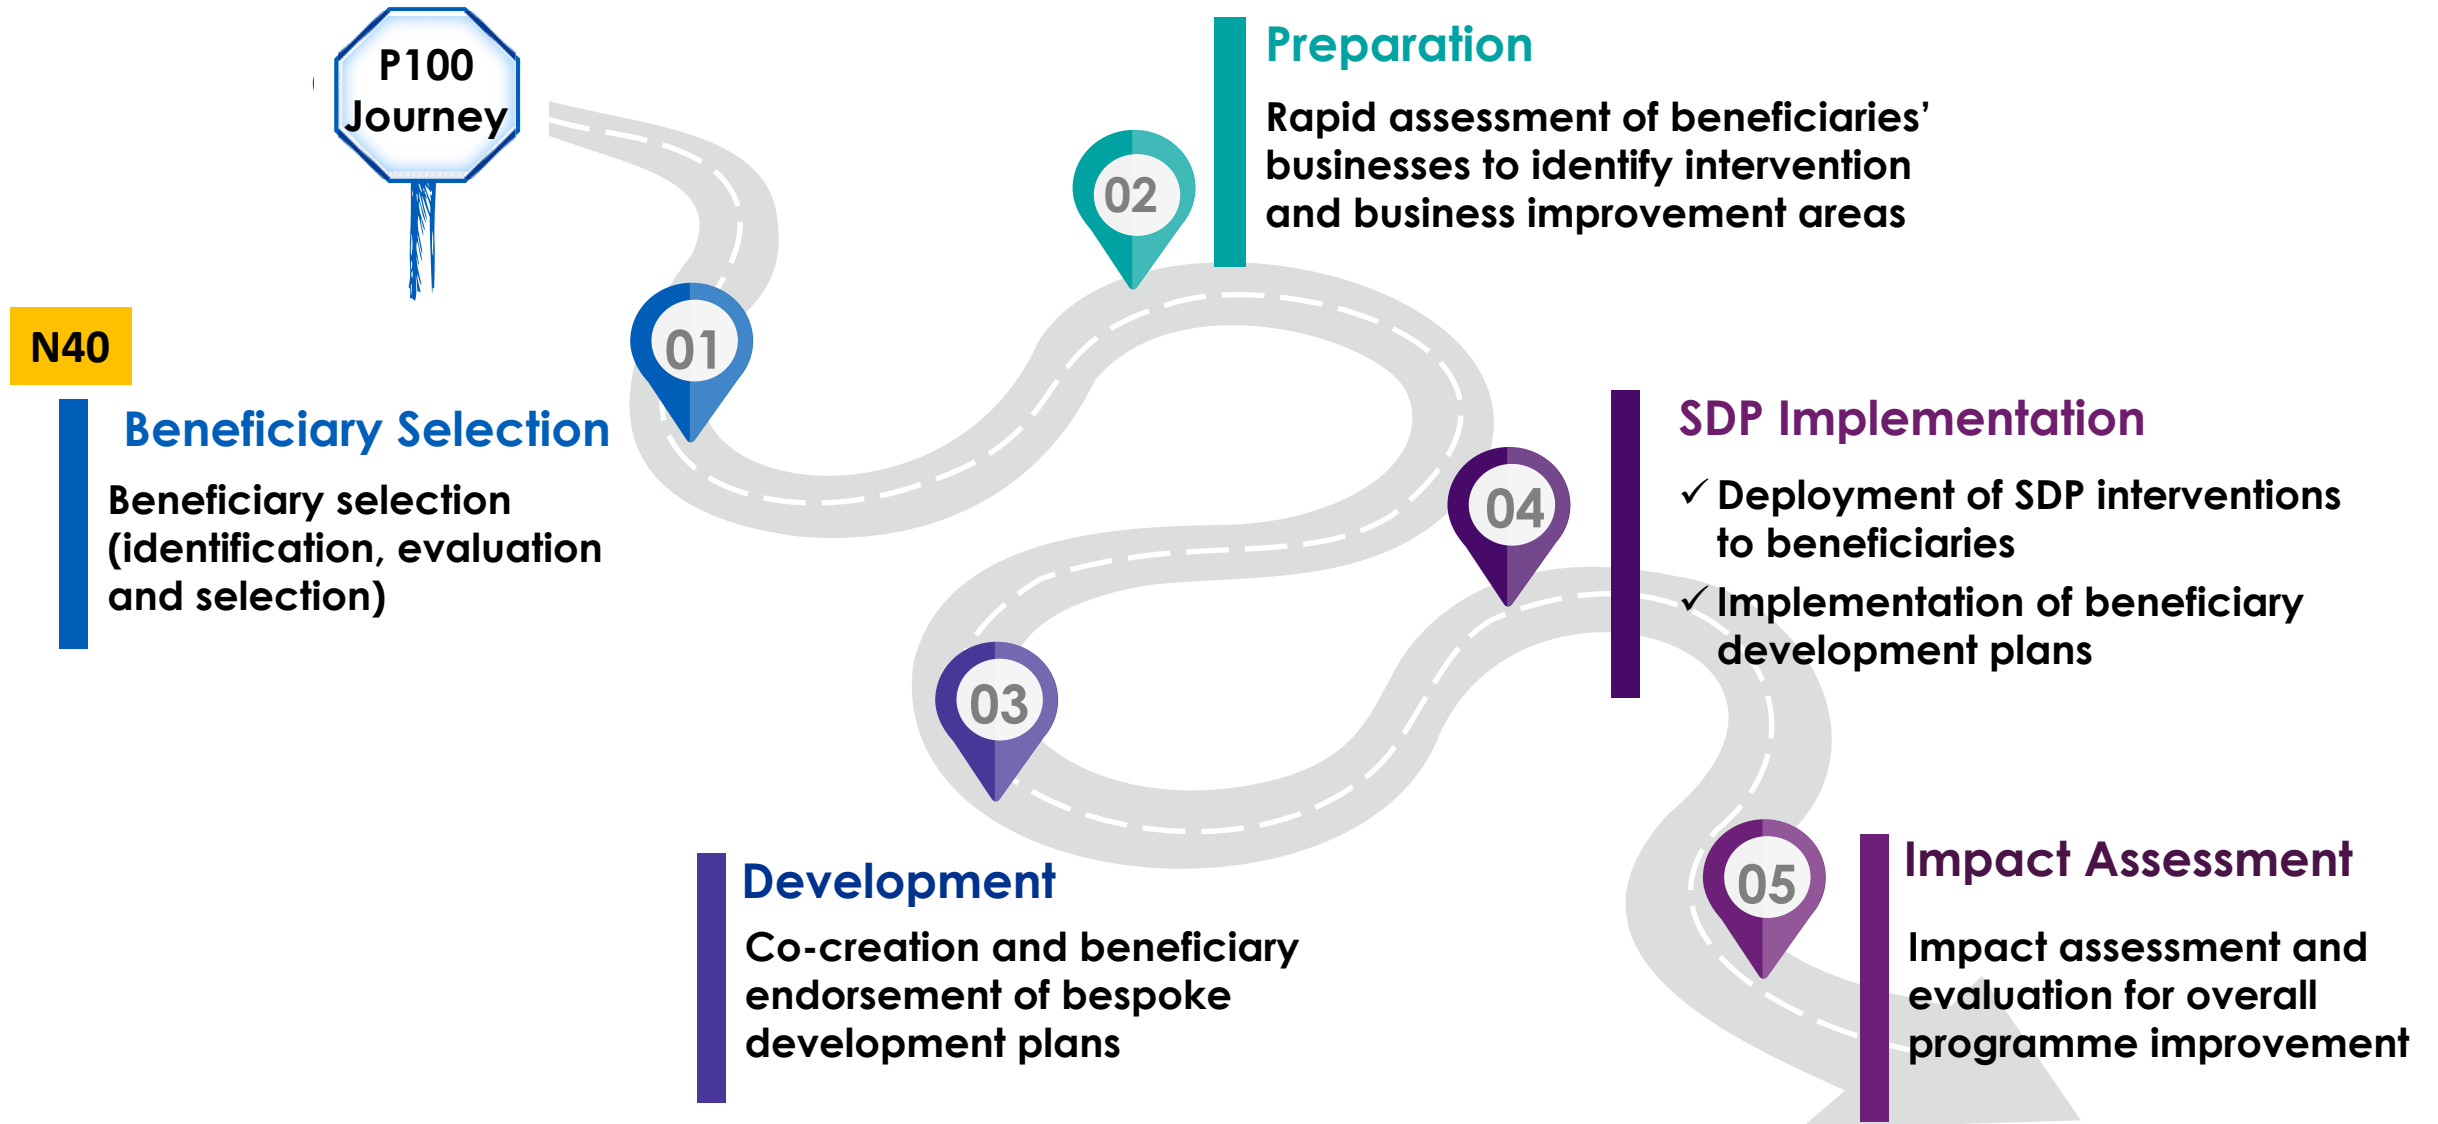 P100
Journey
N40
01
Beneficiary Selection
Beneficiary selection
(identification, evaluation
and selection)
02
Preparation
Rapid assessment of beneficiaries’
businesses to identify intervention
and business improvement areas
03
Development
Co-creation and beneficiary
endorsement of bespoke
development plans
04
SDP Implementation
✓ Deployment of SDP interventions
to beneficiaries
✓ Implementation of beneficiary
development plans
05
Impact Assessment
Impact assessment and
evaluation for overall
programme improvement